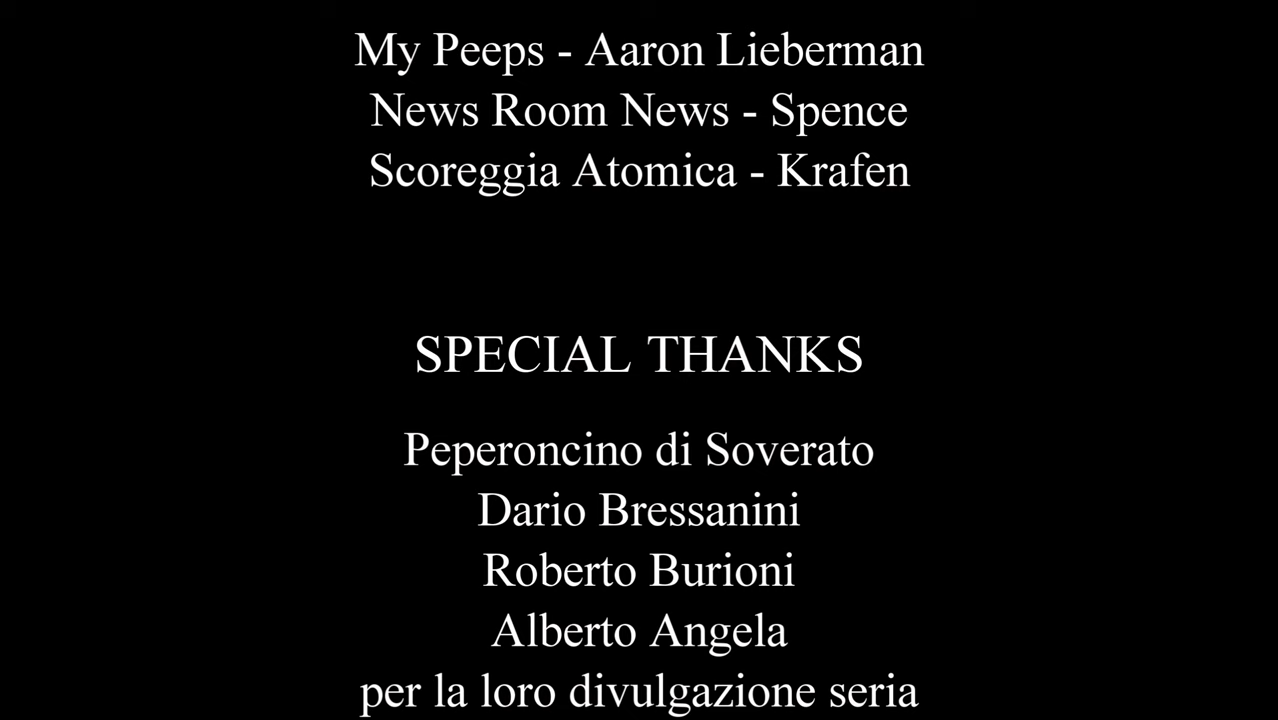 My Peeps - Aaron Lieberman
News Room News - Spence
Scoreggia Atomica - Krafen
SPECIAL THANKS
Peperoncino di Soverato
Dario Bressanini
Roberto Burioni
Alberto Angela
per la loro divulgazione seria